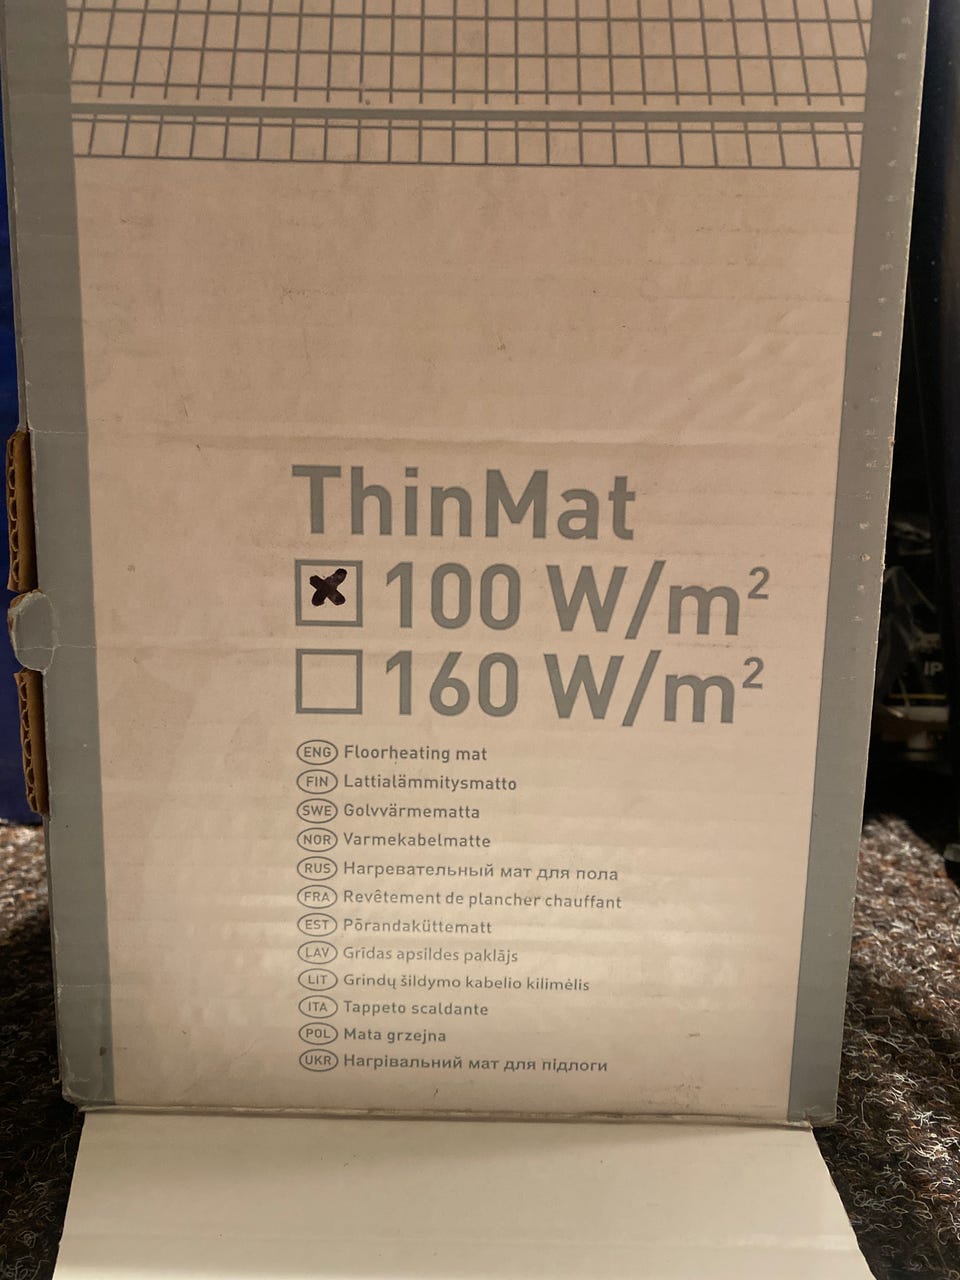 ThinMat
100 W/m²
160 W/m²
ENG Floorheating mat
FIN Lattialämmitysmatto
SWE Golvvärmematta
NOR Varmekabelmatte
RUS Нагревательный мат для пола
FRA Revêtement de plancher chauffant
EST Põrandaküttematt
LAV Grīdas apsildes paklājs
LIT Grindų šildymo kabelio kilimėlis
ITA Tappeto scaldante
POL Mata grzejna
UKR Нагрівальний мат для підлоги
IP